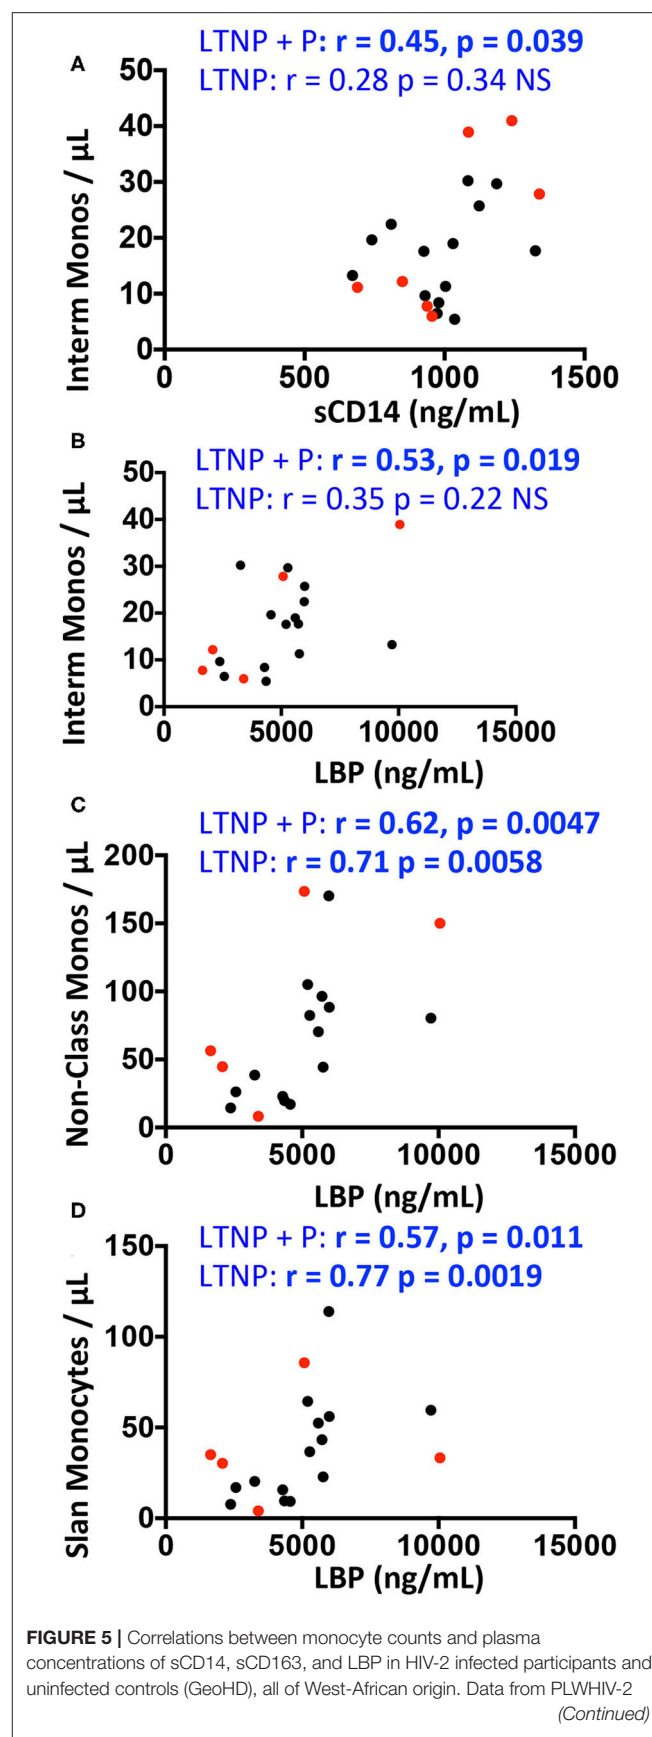 LTNP + P: r = 0.45, p = 0.039
A
LTNP: r = 0.28 p = 0.34 NS
50
40
30
20
10
0
Interm Monos / µL
0 500 1000 1500
sCD14 (ng/mL)
B
LTNP + P: r = 0.53, p = 0.019
LTNP: r = 0.35 p = 0.22 NS
50
40
30
20
10
0
Interm Monos / µL
0 5000 10000 15000
LBP (ng/mL)
C
LTNP + P: r = 0.62, p = 0.0047
LTNP: r = 0.71 p = 0.0058
200
150
100
50
0
Non-Class Monos / µL
0 5000 10000 15000
LBP (ng/mL)
D
LTNP + P: r = 0.57, p = 0.011
LTNP: r = 0.77 p = 0.0019
150
100
50
0
Slan Monocytes / µL
0 5000 10000 15000
LBP (ng/mL)
FIGURE 5 | Correlations between monocyte counts and plasma
concentrations of sCD14, sCD163, and LBP in HIV-2 infected participants and
uninfected controls (GeoHD), all of West-African origin. Data from PLWHIV-2
(Continued)